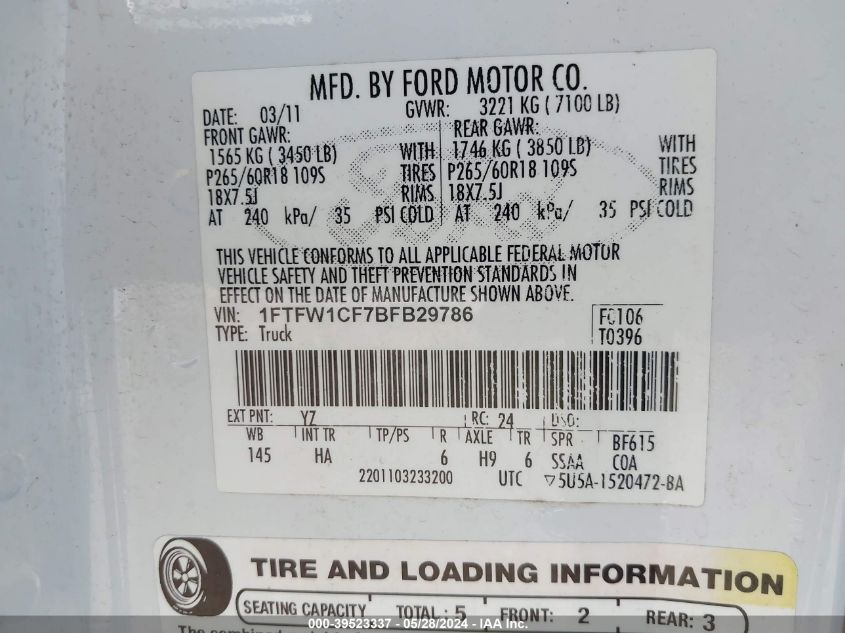 MFD. BY FORD MOTOR CO.
DATE: 03/11 GVWR: 3221 KG ( 7100 LB)
FRONT GAWR: REAR GAWR:
1565 KG ( 3450 LB) WITH 1746 KG ( 3850 LB) WITH
P265/60R18 109S TIRES P265/60R18 109S TIRES
18X7.5J RIMS 18X7.5J RIMS
AT 240 kPa/ 35 PSI COLD AT 240 kPa/ 35 PSI COLD
THIS VEHICLE CONFORMS TO ALL APPLICABLE FEDERAL MOTOR
VEHICLE SAFETY AND THEFT PREVENTION STANDARDS IN
EFFECT ON THE DATE OF MANUFACTURE SHOWN ABOVE.
VIN: 1FTFW1CF7BFB29786 FC106
TYPE: Truck T0396
EXT PNT: YZ RC: 24 DSO:
WB INT TR TP/PS R AXLE TR SPR BF615
145 HA 6 H9 6 SSAA COA
2201103233200 UTC ▽5U5A-1520472-BA
TIRE AND LOADING INFORMATION
SEATING CAPACITY TOTAL : 5 FRONT: 2 REAR: 3
000-39523337 - 05/28/2024 - IAA Inc.